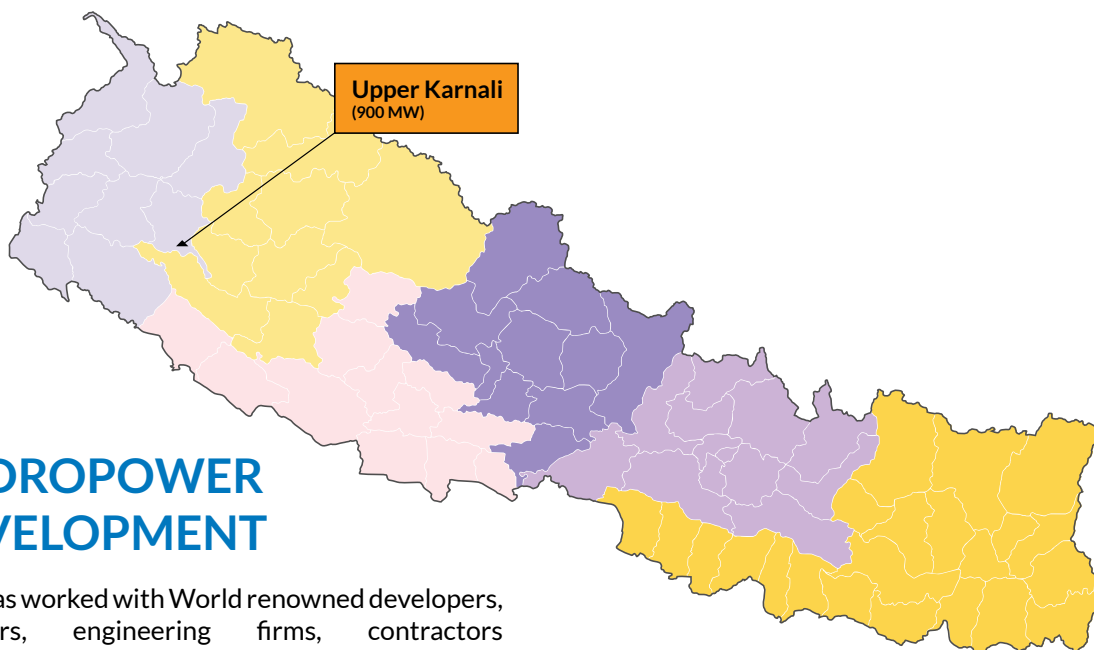 Upper Karnali
(900 MW)
DROPOWER
VELOPMENT
as worked with World renowned developers,
rs, engineering firms, contractors